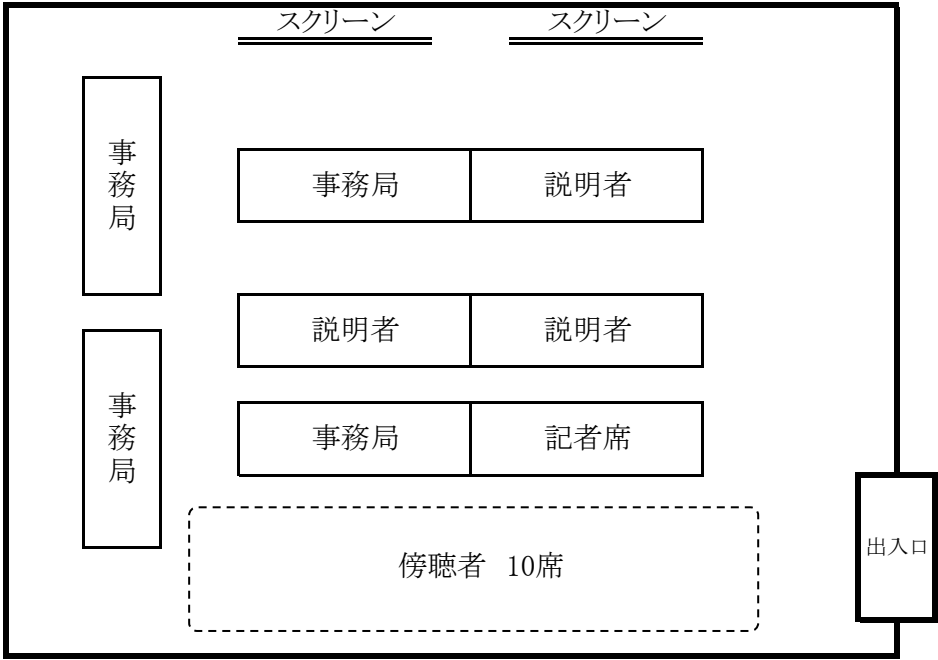 スクリーン
スクリーン
事務局
事務局
説明者
説明者
説明者
事務局
事務局
記者席
傍聴者 10席
出入口